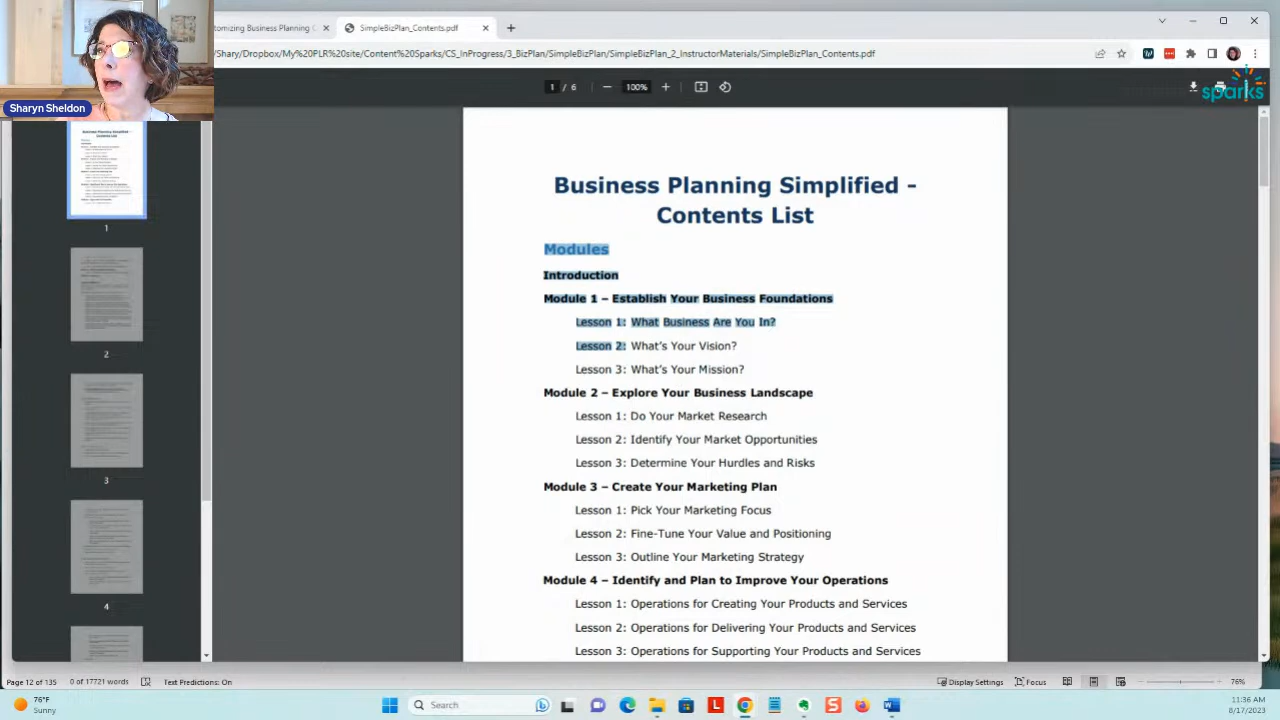 tomizing Business Planning C
SimpleBizPlan_Contents.pdf
Shary/Dropbox/My%20PLR%20site/Content%20Sparks/CS_InProgress/3_BizPlan/SimpleBizPlan/SimpleBizPlan_2_InstructorMaterials/SimpleBizPlan_Contents.pdf
Sharyn Sheldon
1 / 6
100%
sparks
1
2
3
4
Business Planning Simplified -
Contents List
Modules
Introduction
Module 1 – Establish Your Business Foundations
Lesson 1: What Business Are You In?
Lesson 2: What's Your Vision?
Lesson 3: What's Your Mission?
Module 2 – Explore Your Business Landscape
Lesson 1: Do Your Market Research
Lesson 2: Identify Your Market Opportunities
Lesson 3: Determine Your Hurdles and Risks
Module 3 – Create Your Marketing Plan
Lesson 1: Pick Your Marketing Focus
Lesson 2: Fine-Tune Your Value and Positioning
Lesson 3: Outline Your Marketing Strategy
Module 4 – Identify and Plan to Improve Your Operations
Lesson 1: Operations for Creating Your Products and Services
Lesson 2: Operations for Delivering Your Products and Services
Lesson 3: Operations for Supporting Your Products and Services
Page 12 of 135
0 of 17721 words
Text Predictions: On
Display Settings
Focus
76%
76°F
Sunny
Search
11:36 AM
8/17/2023